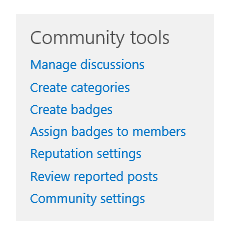 Community tools
Manage discussions
Create categories
Create badges
Assign badges to members
Reputation settings
Review reported posts
Community settings